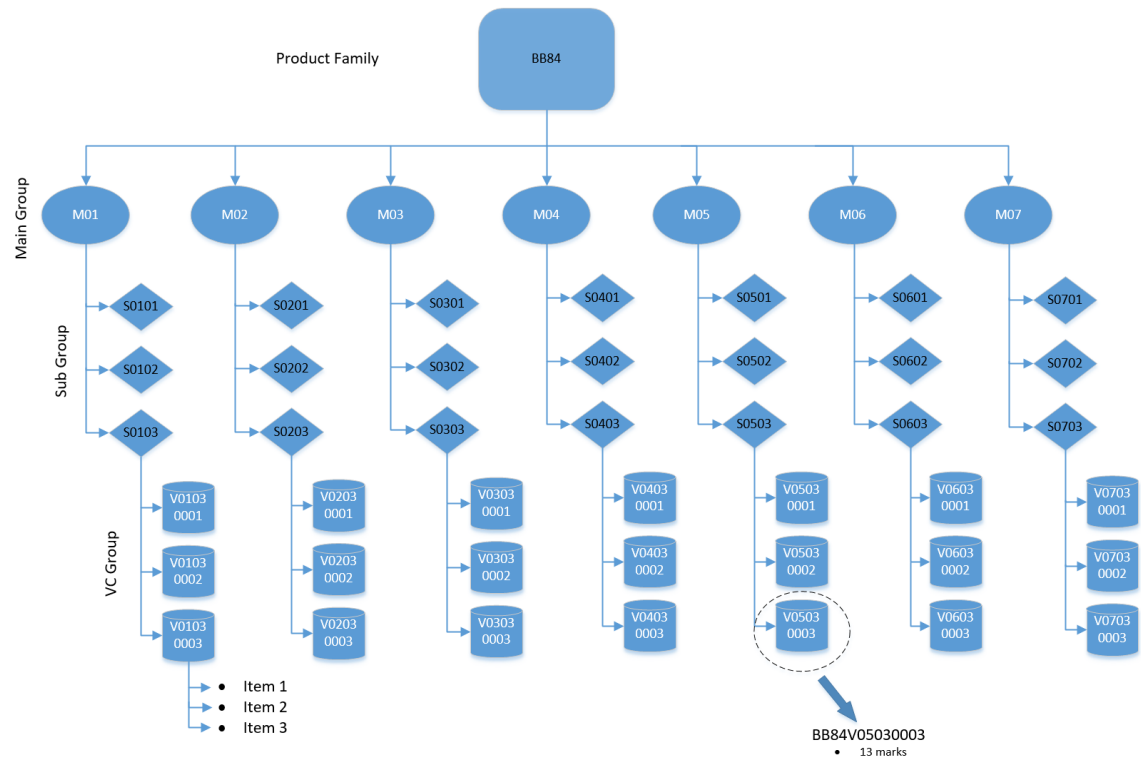 Product Family
BB84
Main Group
M01
M02
M03
M04
M05
M06
M07
Sub Group
S0101
S0201
S0301
S0401
S0501
S0601
S0701
S0102
S0202
S0302
S0402
S0502
S0602
S0702
S0103
S0203
S0303
S0403
S0503
S0603
S0703
VC Group
V0103
0001
V0203
0001
V0303
0001
V0403
0001
V0503
0001
V0603
0001
V0703
0001
V0103
0002
V0203
0002
V0303
0002
V0403
0002
V0503
0002
V0603
0002
V0703
0002
V0103
0003
V0203
0003
V0303
0003
V0403
0003
V0503
0003
V0603
0003
V0703
0003
• Item 1
• Item 2
• Item 3
BB84V05030003
• 13 marks